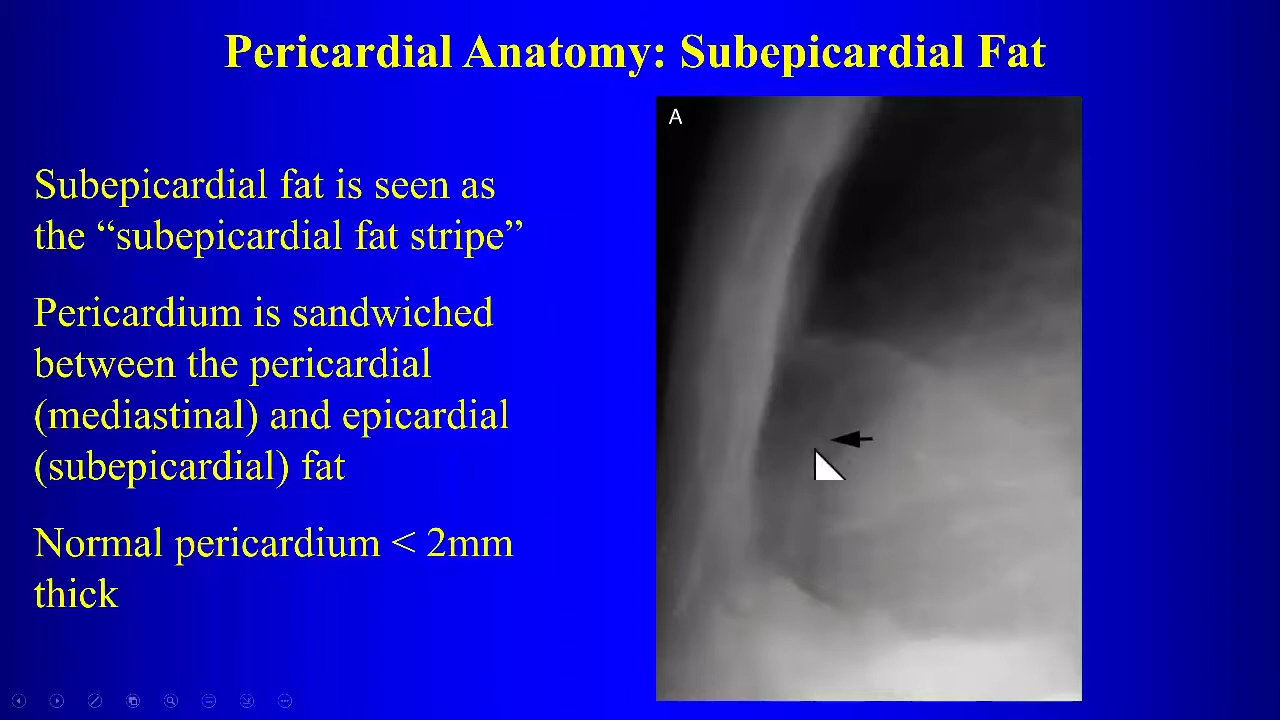 Pericardial Anatomy: Subepicardial Fat
Subepicardial fat is seen as
the “subepicardial fat stripe”
Pericardium is sandwiched
between the pericardial
(mediastinal) and epicardial
(subepicardial) fat
Normal pericardium < 2mm
thick
A